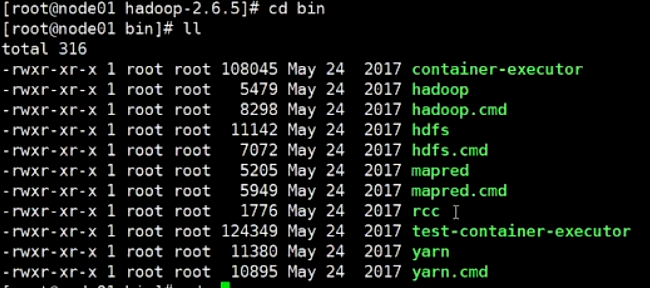 [root@node01 hadoop-2.6.5]# cd bin
[root@node01 bin]# ll
total 316
-rwxr-xr-x 1 root root 108045 May 24  2017 container-executor
-rwxr-xr-x 1 root root   5479 May 24  2017 hadoop
-rwxr-xr-x 1 root root   8298 May 24  2017 hadoop.cmd
-rwxr-xr-x 1 root root  11142 May 24  2017 hdfs
-rwxr-xr-x 1 root root   7072 May 24  2017 hdfs.cmd
-rwxr-xr-x 1 root root   5205 May 24  2017 mapred
-rwxr-xr-x 1 root root   5949 May 24  2017 mapred.cmd
-rwxr-xr-x 1 root root   1776 May 24  2017 rcc
-rwxr-xr-x 1 root root 124349 May 24  2017 test-container-executor
-rwxr-xr-x 1 root root  11380 May 24  2017 yarn
-rwxr-xr-x 1 root root  10895 May 24  2017 yarn.cmd
[root@node01 bin]#